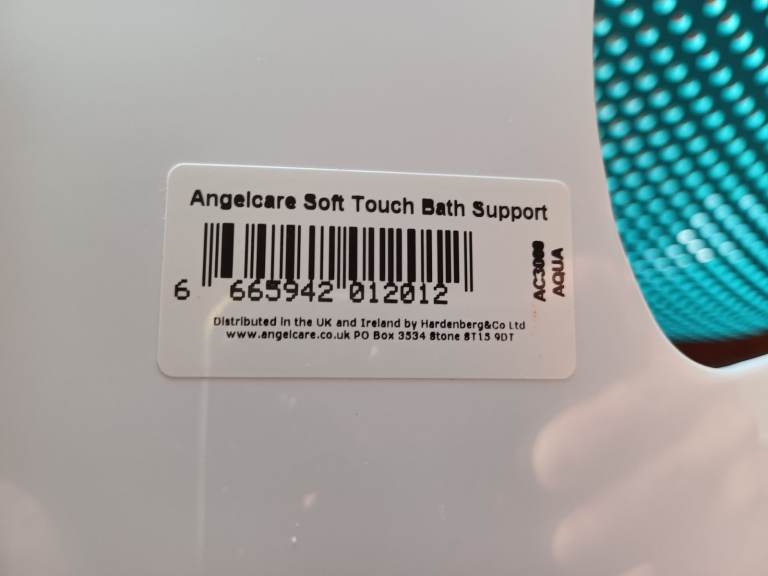 Angelcare Soft Touch Bath Support
6 665942 012012
AQUA
Distributed in the UK and Ireland by Hardenberg&Co Ltd
www.angelcare.co.uk PO Box 3534 Stone ST15 9DT